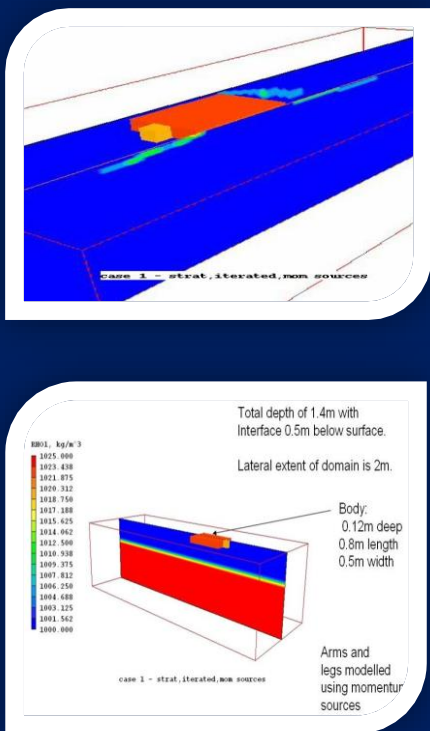 case 1 - strat,iterated,mom sources
Total depth of 1.4m with
Interface 0.5m below surface.
Lateral extent of domain is 2m.
RHO1, kg/m^3
1025.000
1023.438
1021.875
1020.312
1018.750
1017.188
1015.625
1014.062
1012.500
1010.938
1009.375
1007.812
1006.250
1004.688
1003.125
1001.562
1000.000
Body:
0.12m deep
0.8m length
0.5m width
Arms and
legs modelled
using momentum
sources
case 1 - strat,iterated,mom sources